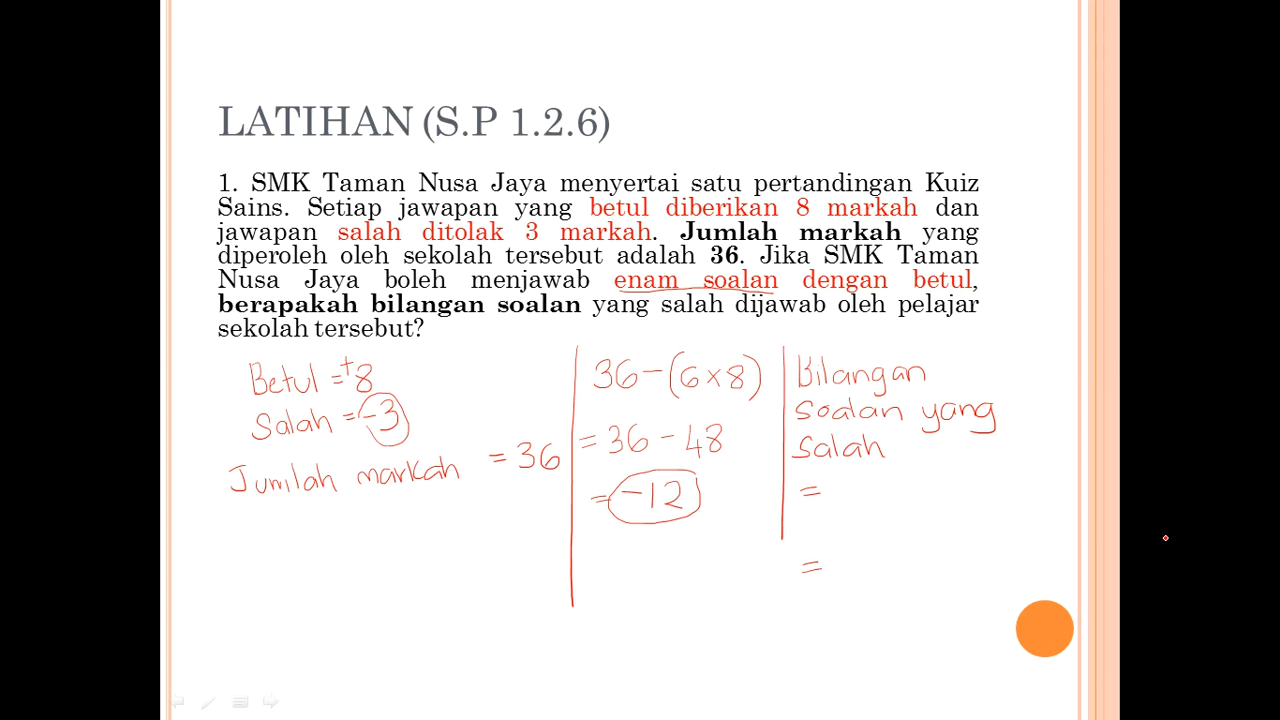 LATIHAN (S.P 1.2.6)
1. SMK Taman Nusa Jaya menyertai satu pertandingan Kuiz
Sains. Setiap jawapan yang betul diberikan 8 markah dan
jawapan salah ditolak 3 markah. Jumlah markah yang
diperoleh oleh sekolah tersebut adalah 36. Jika SMK Taman
Nusa Jaya boleh menjawab enam soalan dengan betul,
berapakah bilangan soalan yang salah dijawab oleh pelajar
sekolah tersebut?
Betul = +8
Salah = -3
Jumlah markah = 36
36 - (6 × 8)
= 36 - 48
= -12
Bilangan
soalan yang
salah
=
=